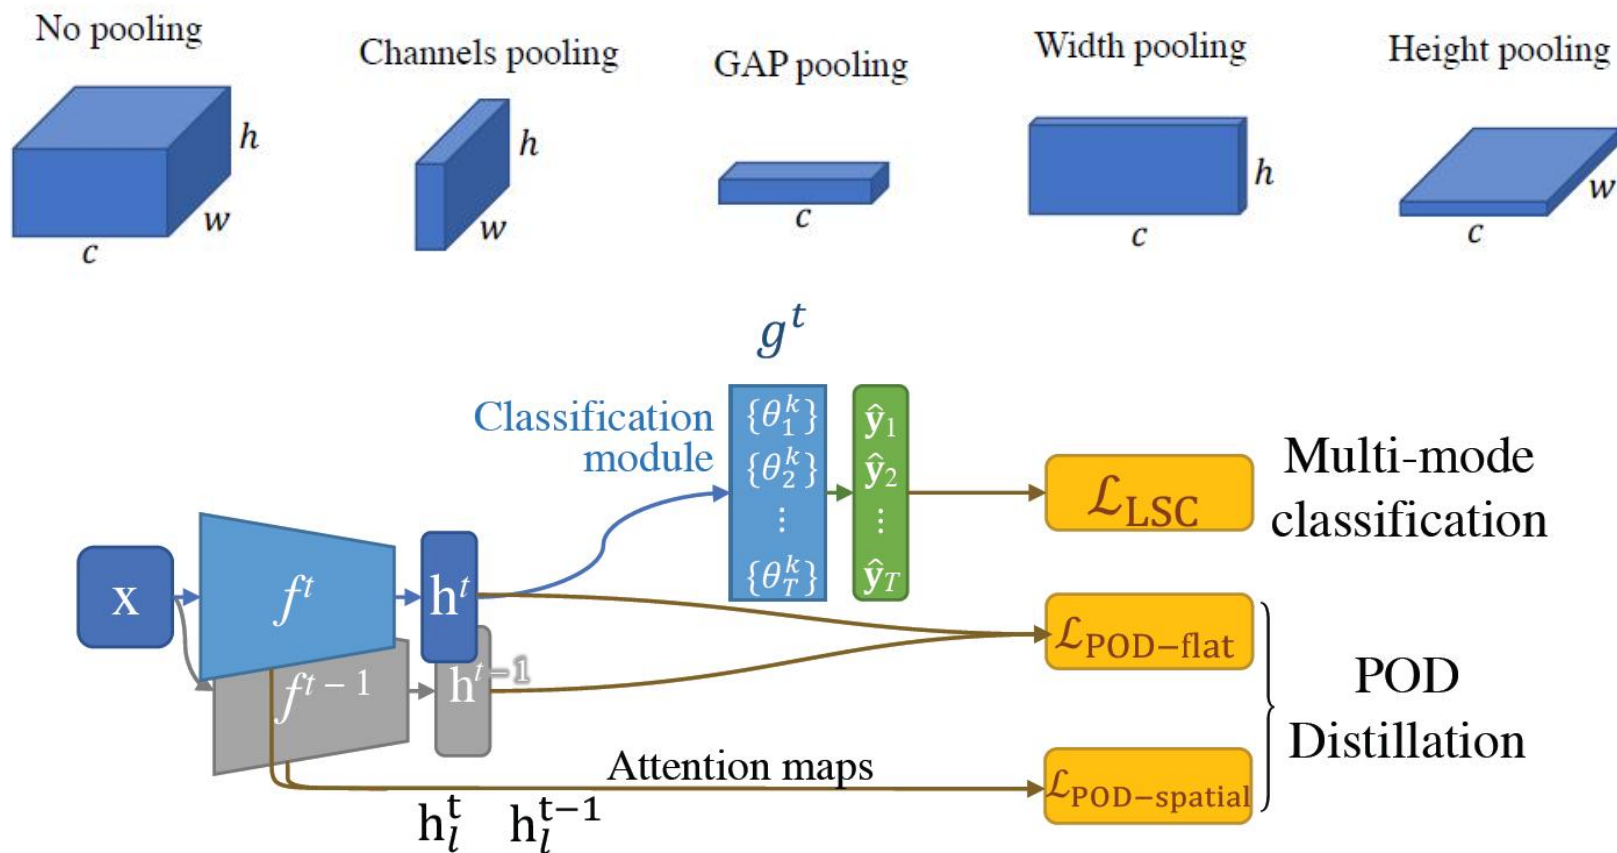 No pooling
Channels pooling
GAP pooling
Width pooling
Height pooling
h
w
c
h
w
c
h
c
w
c
g^t
Classification
module
{θ_1^k}
{θ_2^k}
⋮
{θ_T^k}
ŷ_1
ŷ_2
⋮
ŷ_T
ℒ_LSC
Multi-mode
classification
x
f^t
h^t
f^{t-1}
h^{t-1}
ℒ_POD-flat
POD
Distillation
Attention maps
ℒ_POD-spatial
h_l^t h_l^{t-1}